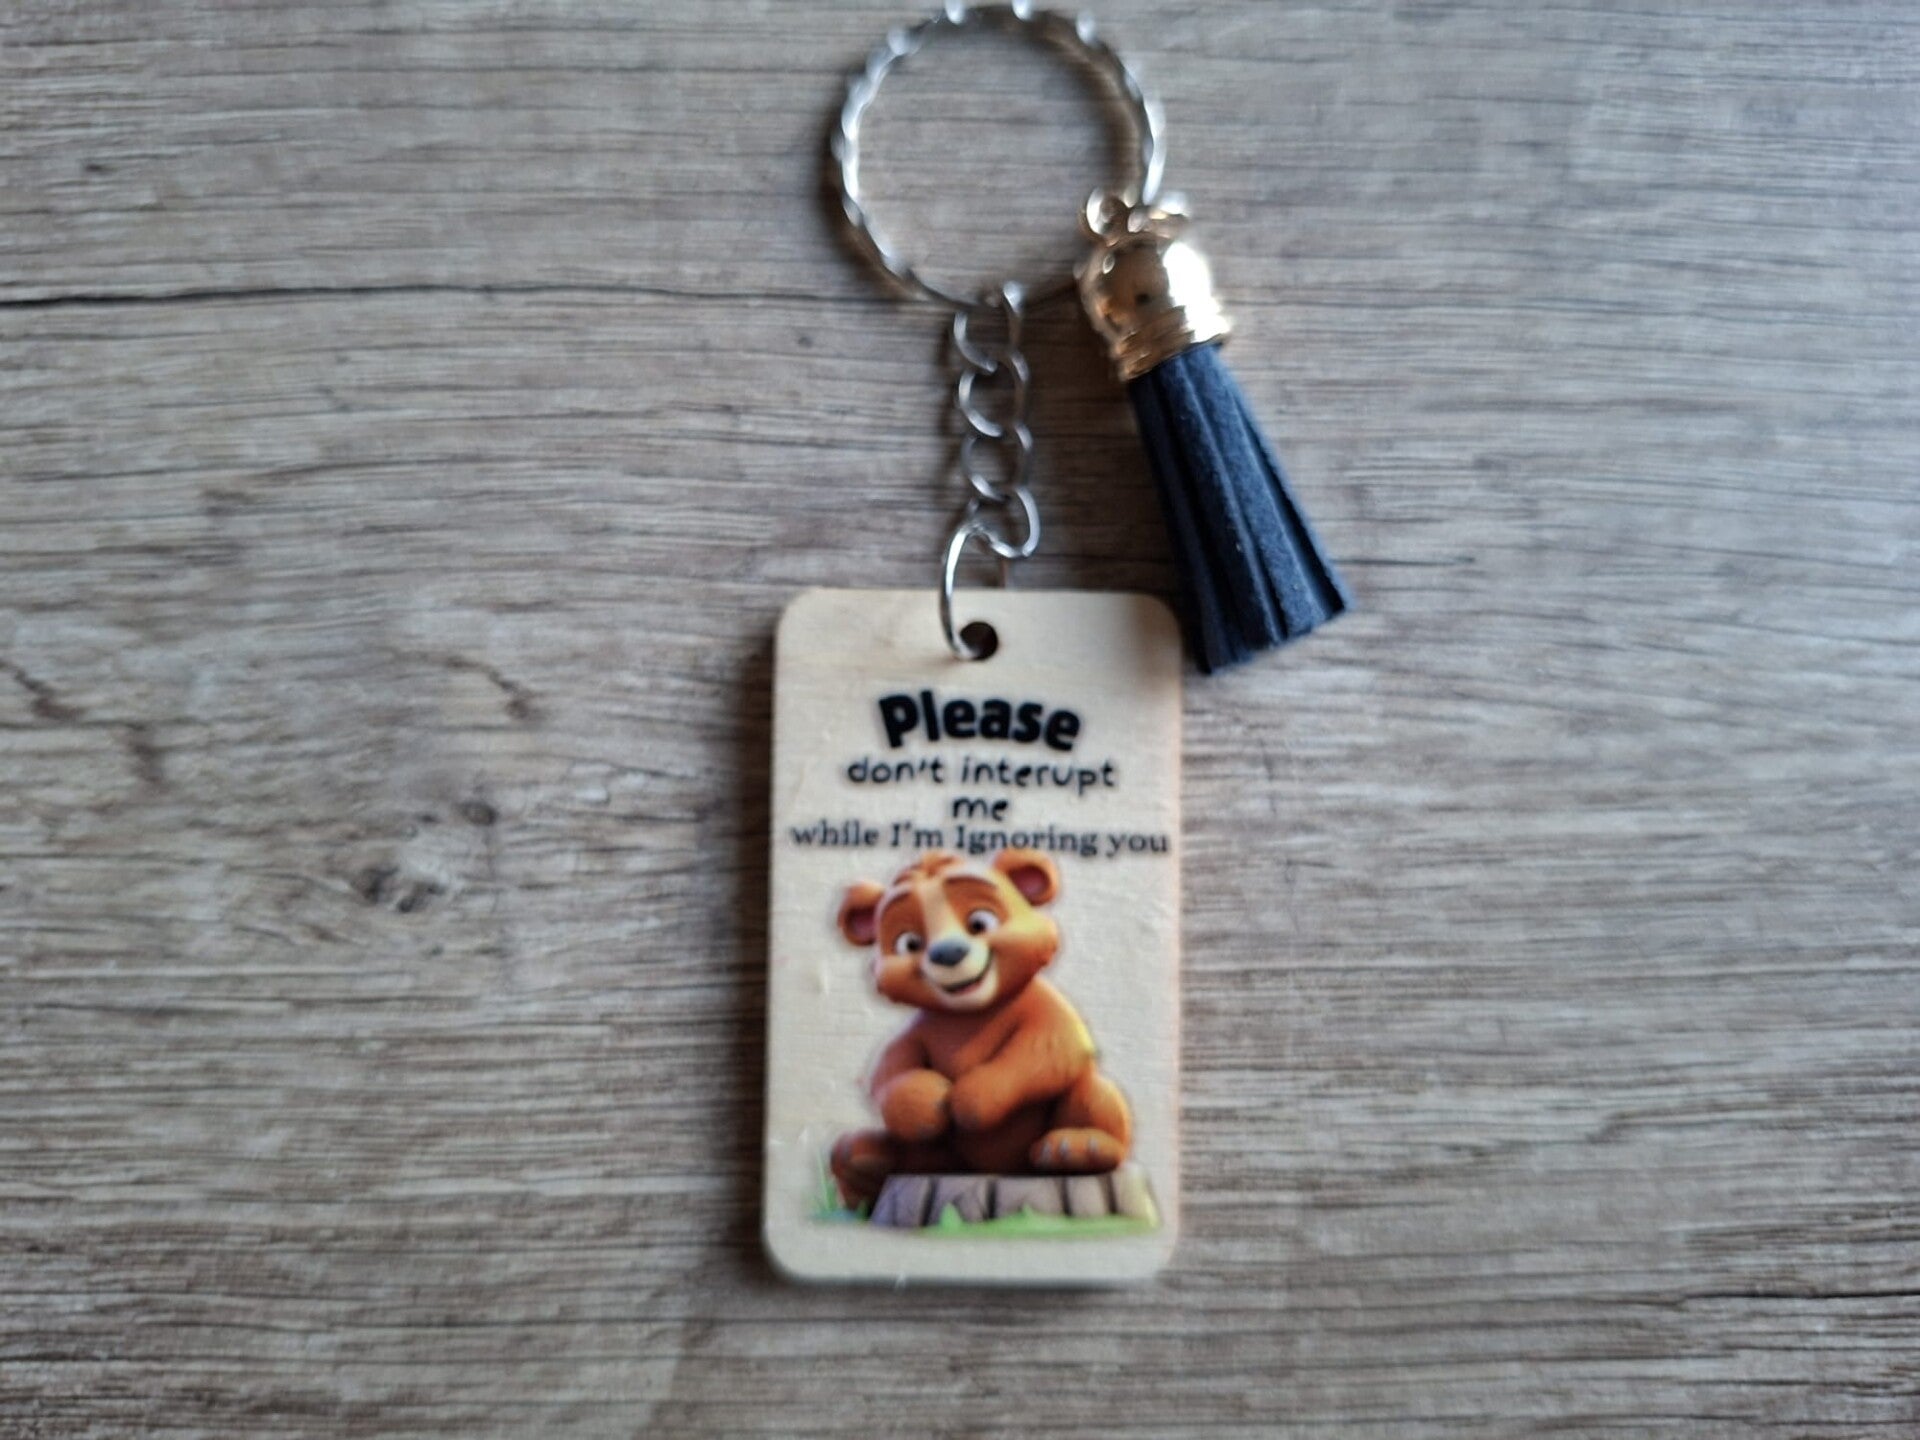 Please
don't interupt
me
while I'm Ignoring you